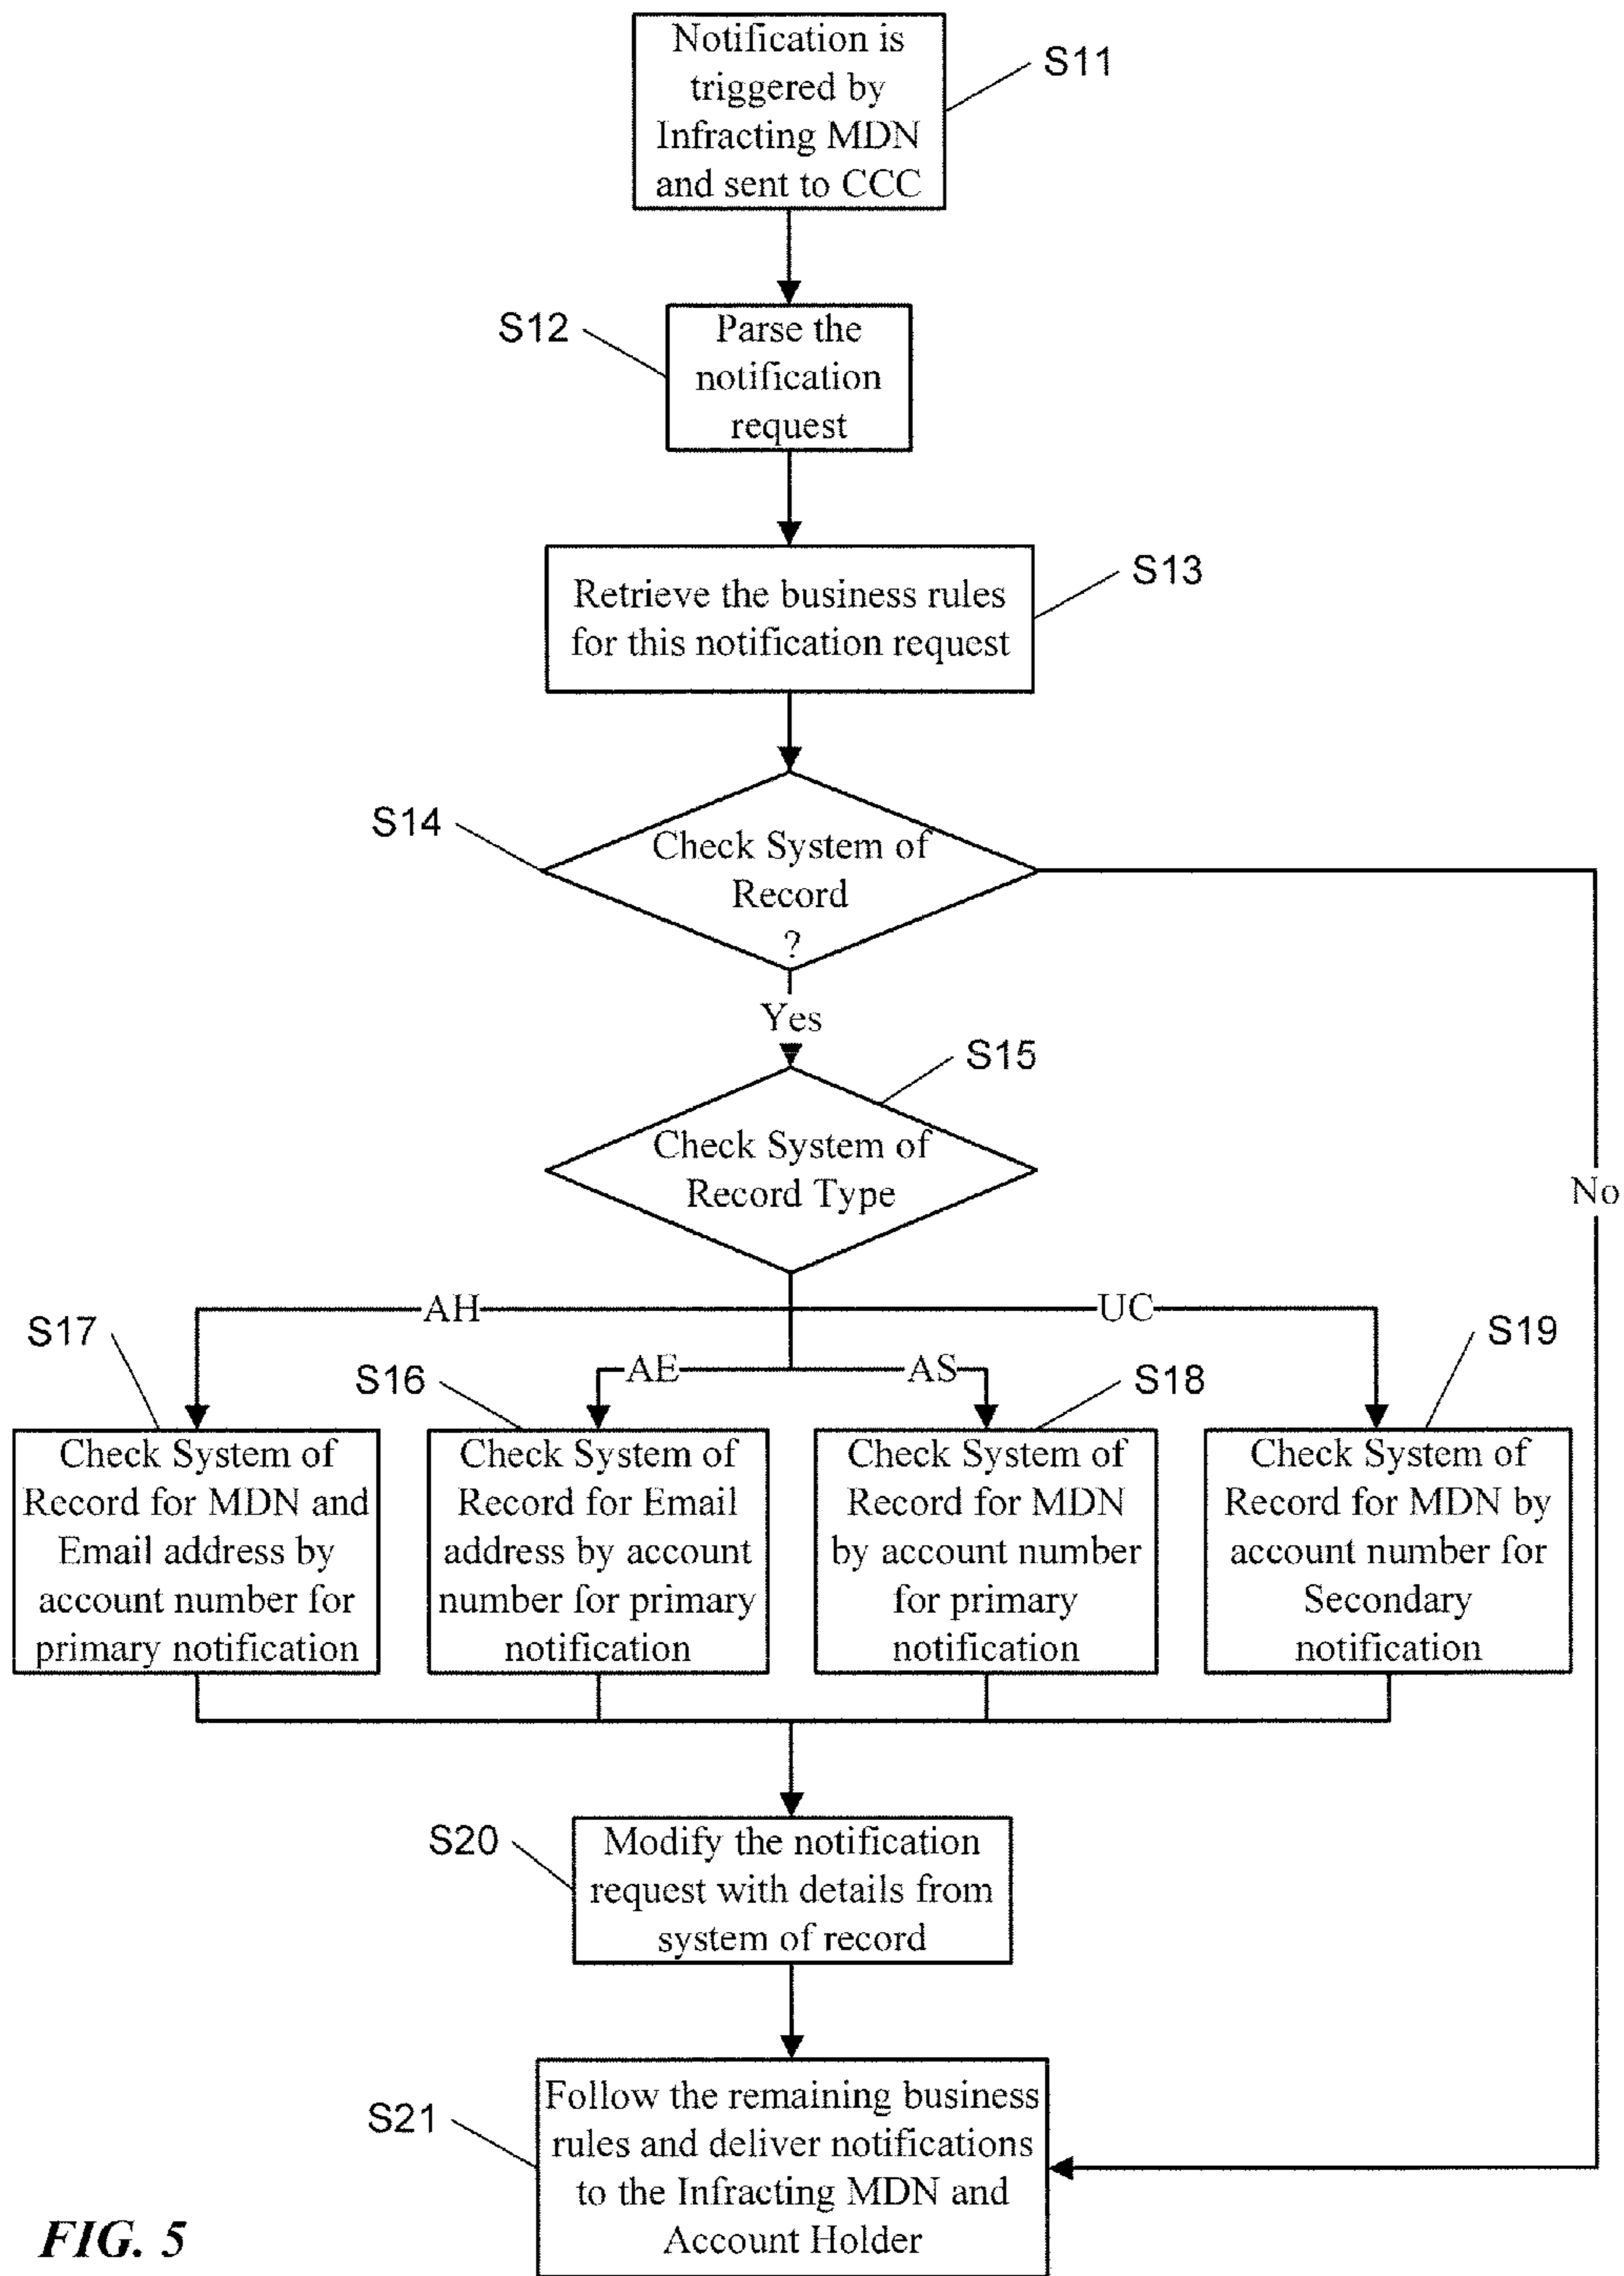 Notification is
triggered by
Infracting MDN
and sent to CCC
S11
S12
Parse the
notification
request
S13
Retrieve the business rules
for this notification request
S14
Check System of
Record
?
Yes
S15
Check System of
Record Type
No
AH
UC
AE
AS
S17
S16
S18
S19
Check System of
Record for MDN and
Email address by
account number for
primary notification
Check System of
Record for Email
address by account
number for primary
notification
Check System of
Record for MDN
by account number
for primary
notification
Check System of
Record for MDN by
account number for
Secondary
notification
S20
Modify the notification
request with details from
system of record
S21
Follow the remaining business
rules and deliver notifications
to the Infracting MDN and
Account Holder
FIG. 5